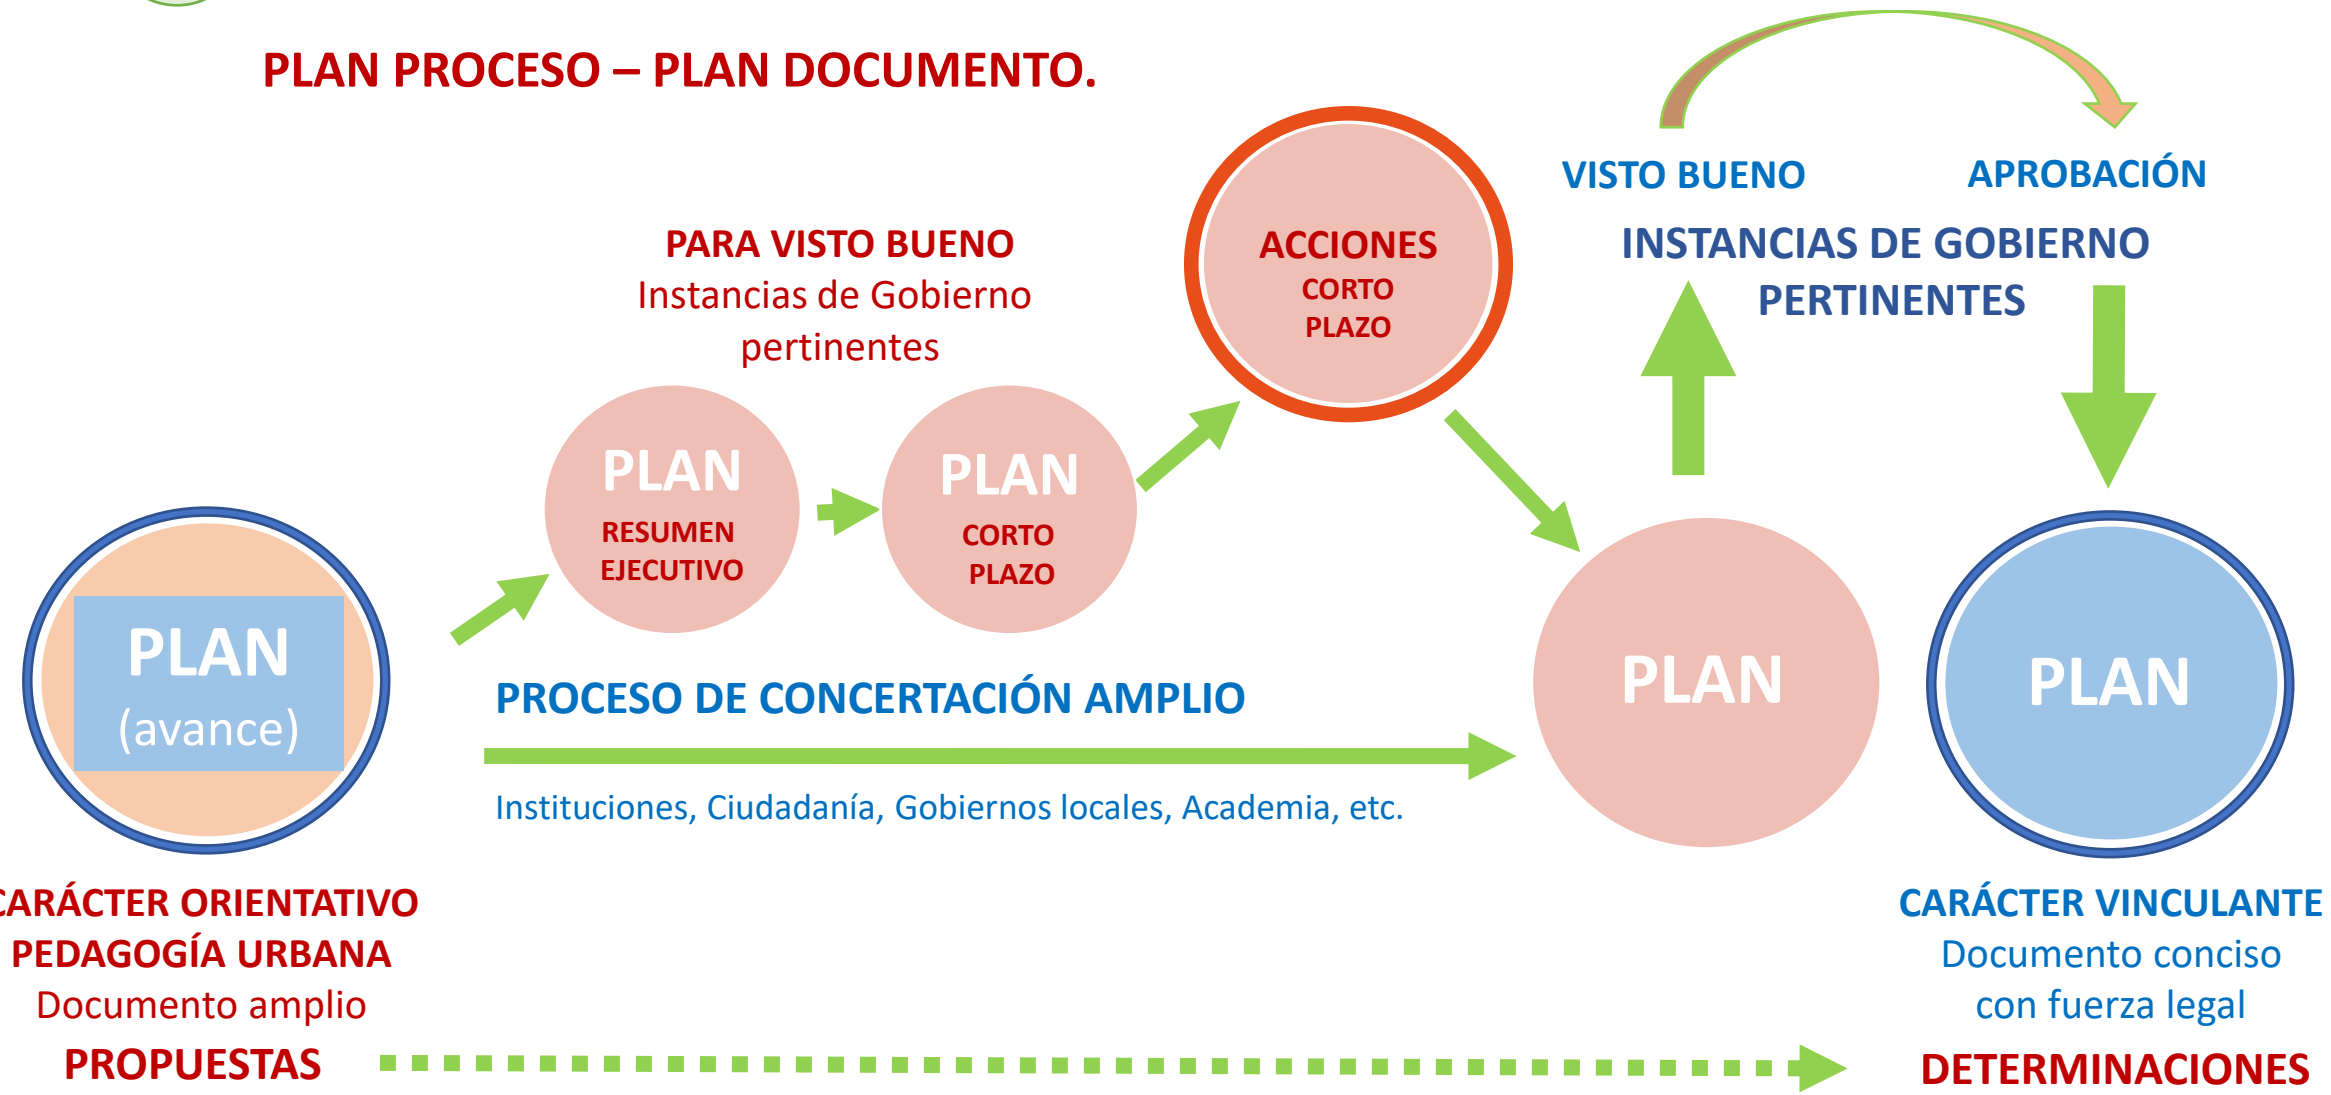 PLAN PROCESO – PLAN DOCUMENTO.
PARA VISTO BUENO
Instancias de Gobierno
pertinentes
ACCIONES
CORTO
PLAZO
VISTO BUENO
APROBACIÓN
INSTANCIAS DE GOBIERNO
PERTINENTES
PLAN
(avance)
PLAN
RESUMEN
EJECUTIVO
PLAN
CORTO
PLAZO
PROCESO DE CONCERTACIÓN AMPLIO
Instituciones, Ciudadanía, Gobiernos locales, Academia, etc.
PLAN
PLAN
CARÁCTER ORIENTATIVO
PEDAGOGÍA URBANA
Documento amplio
PROPUESTAS
CARÁCTER VINCULANTE
Documento conciso
con fuerza legal
DETERMINACIONES